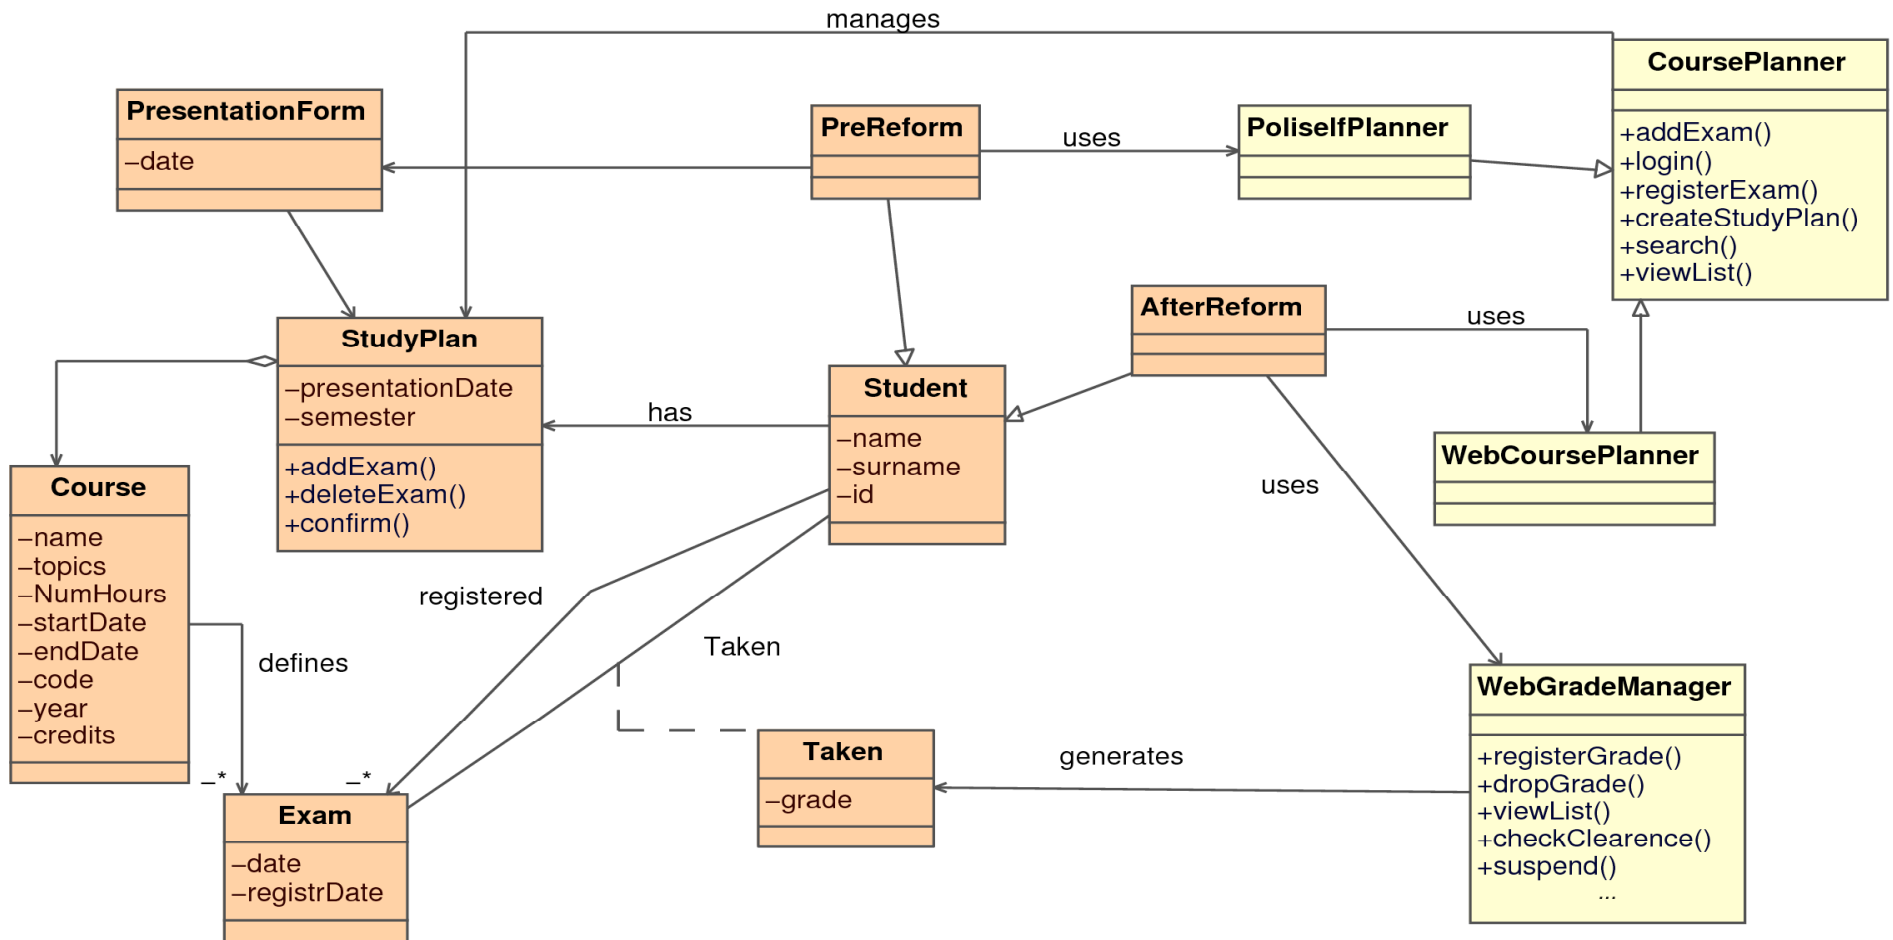 manages
CoursePlanner
+addExam()
+login()
+registerExam()
+createStudyPlan()
+search()
+viewList()
PresentationForm
–date
PreReform
uses
PoliselfPlanner
AfterReform
uses
StudyPlan
–presentationDate
–semester
+addExam()
+deleteExam()
+confirm()
has
Student
–name
–surname
–id
WebCoursePlanner
uses
Course
–name
–topics
–NumHours
–startDate
–endDate
–code
–year
–credits
registered
defines
Taken
WebGradeManager
+registerGrade()
+dropGrade()
+viewList()
+checkClearence()
+suspend()
...
Taken
–grade
generates
_*
_*
Exam
–date
–registrDate